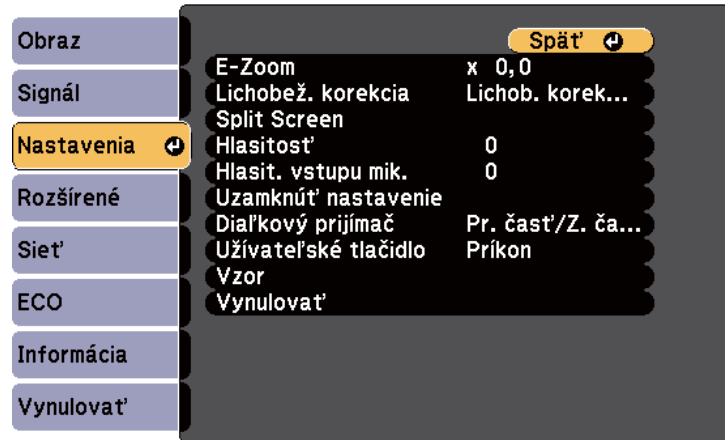 Obraz
Signál
Nastavenia
Rozšírené
Sieť
ECO
Informácia
Vynulovať
Späť
E-Zoom x 0,0
Lichobež. korekcia Lichob. korek...
Split Screen
Hlasitosť 0
Hlasit. vstupu mik. 0
Uzamknúť nastavenie
Diaľkový prijímač Pr. časť/Z. ča...
Užívateľské tlačidlo Príkon
Vzor
Vynulovať